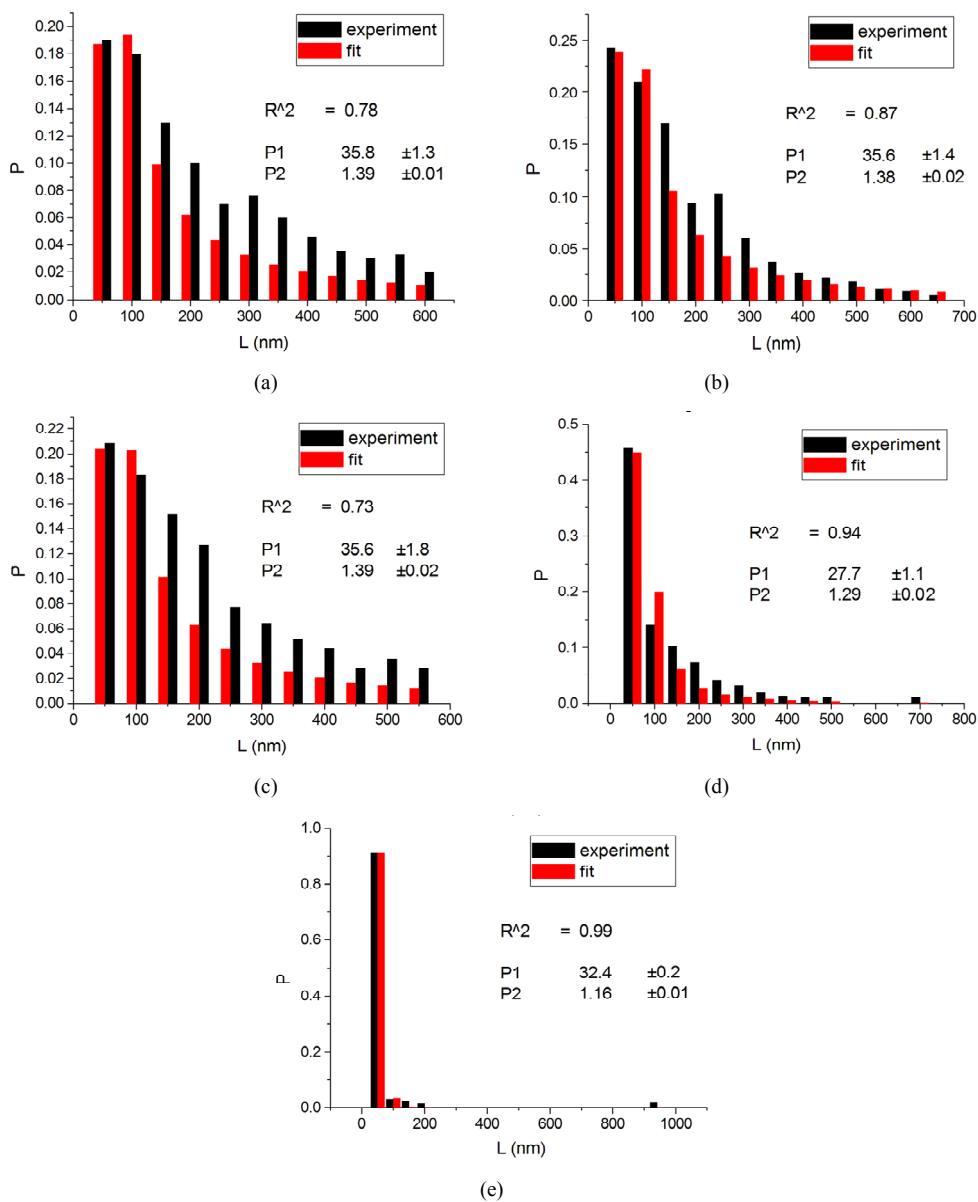 0.20
0.18
0.16
0.14
0.12
0.10
0.08
0.06
0.04
0.02
0.00
P
experiment
fit
R^2 = 0.78
P1 35.8 ±1.3
P2 1.39 ±0.01
0 100 200 300 400 500 600
L (nm)
(a)
0.25
0.20
0.15
0.10
0.05
0.00
P
experiment
fit
R^2 = 0.87
P1 35.6 ±1.4
P2 1.38 ±0.02
0 100 200 300 400 500 600 700
L (nm)
(b)
0.22
0.20
0.18
0.16
0.14
0.12
0.10
0.08
0.06
0.04
0.02
0.00
P
experiment
fit
R^2 = 0.73
P1 35.6 ±1.8
P2 1.39 ±0.02
0 100 200 300 400 500 600
L (nm)
(c)
0.5
0.4
0.3
0.2
0.1
0.0
P
experiment
fit
R^2 = 0.94
P1 27.7 ±1.1
P2 1.29 ±0.02
0 100 200 300 400 500 600 700 800
L (nm)
(d)
1.0
0.8
0.6
0.4
0.2
0.0
P
experiment
fit
R^2 = 0.99
P1 32.4 ±0.2
P2 1.16 ±0.01
0 200 400 600 800 1000
L (nm)
(e)